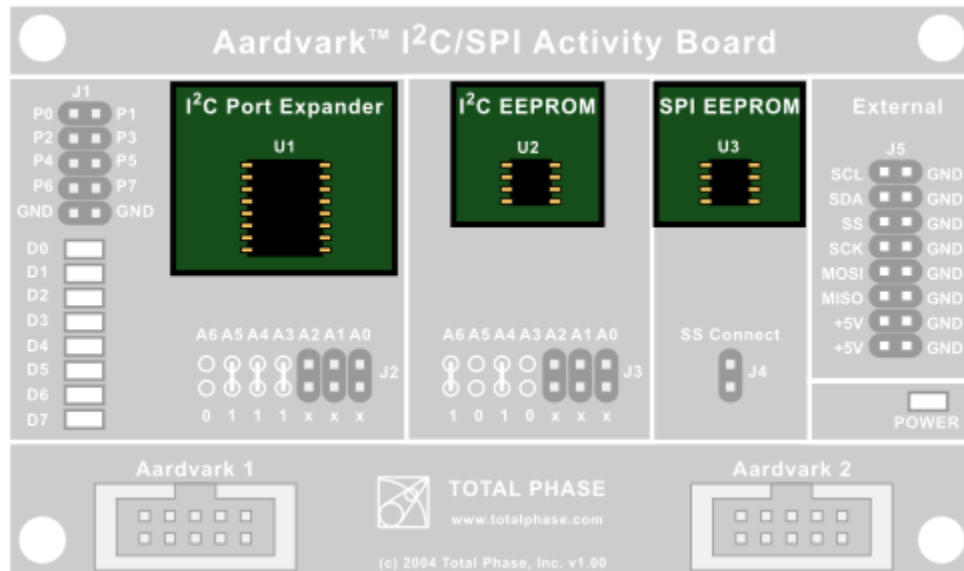 Aardvark™ I²C/SPI Activity Board
J1
P0 P1
P2 P3
P4 P5
P6 P7
GND GND
D0
D1
D2
D3
D4
D5
D6
D7
I²C Port Expander
U1
A6 A5 A4 A3 A2 A1 A0
J2
0 1 1 1 x x x
I²C EEPROM
U2
A6 A5 A4 A3 A2 A1 A0
J3
1 0 1 0 x x x
SPI EEPROM
U3
SS Connect
J4
External
J5
SCL GND
SDA GND
SS GND
SCK GND
MOSI GND
MISO GND
+5V GND
+5V GND
POWER
Aardvark 1
TOTAL PHASE
www.totalphase.com
(c) 2004 Total Phase, Inc. v1.00
Aardvark 2